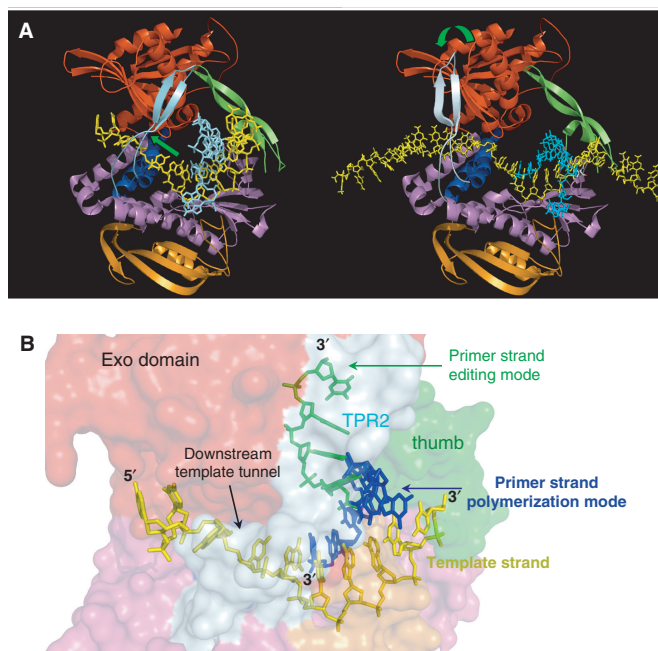 A
B
Exo domain
3′
Primer strand
editing mode
TPR2
thumb
Downstream
template tunnel
5′
Primer strand
polymerization mode
3′
Template strand
3′